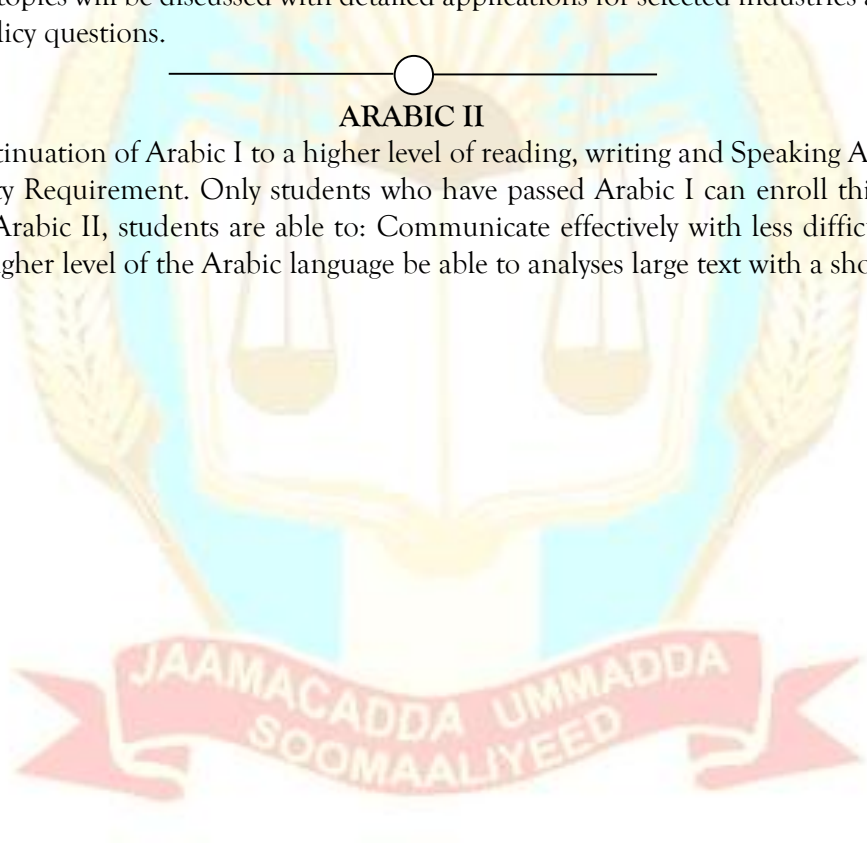 topics will be discussed with detailed applications for selected industries
licy questions.
ARABIC II
tinuation of Arabic I to a higher level of reading, writing and Speaking A
ty Requirement. Only students who have passed Arabic I can enroll thi
Arabic II, students are able to: Communicate effectively with less diffic
gher level of the Arabic language be able to analyses large text with a sho
JAAMACADDA UMMADDA
SOOMAALIYEED